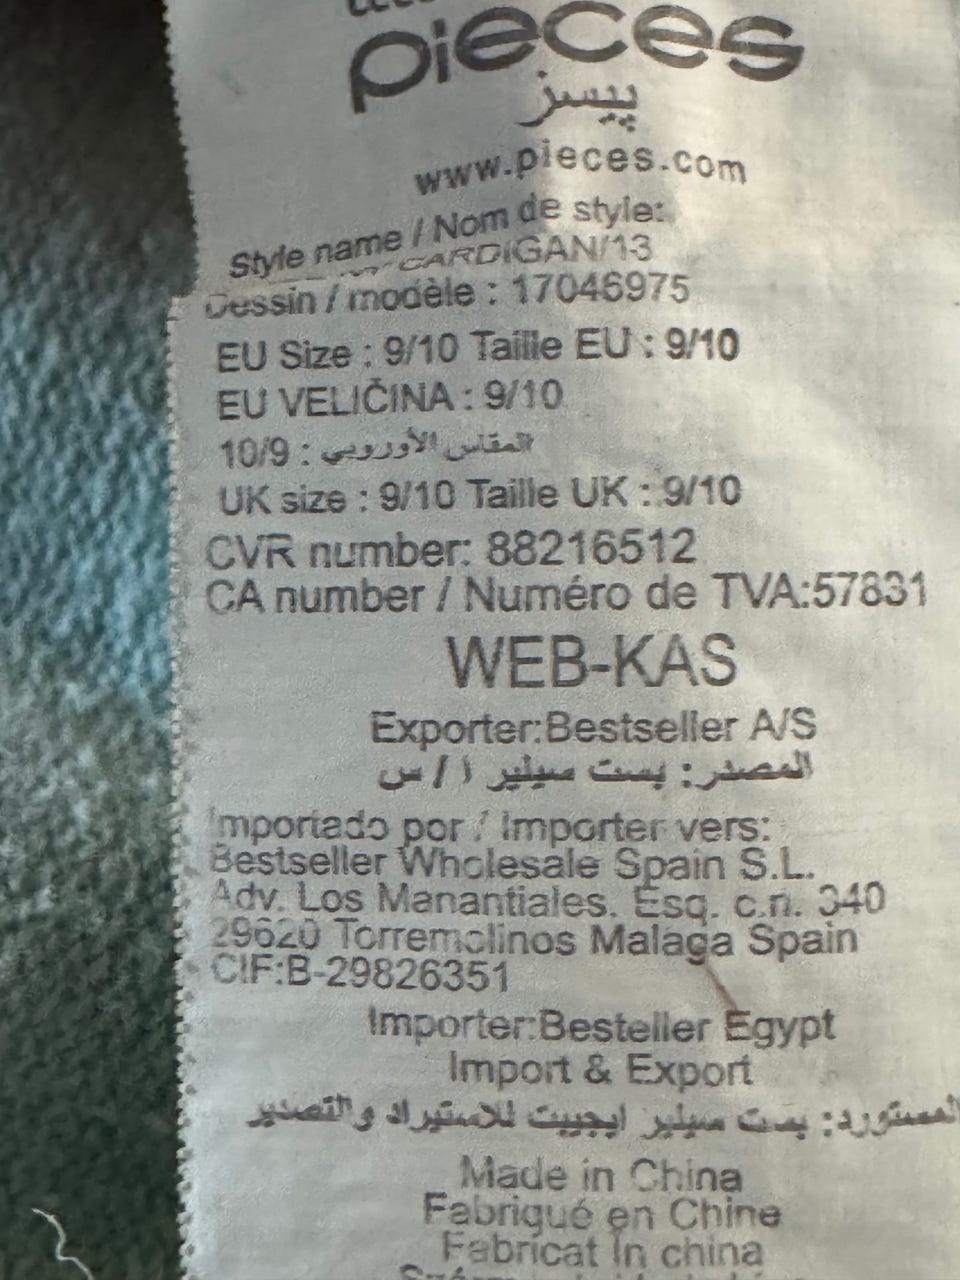 pieces
پيسز
www.pieces.com
Style name / Nom de style:
CARDIGAN/13
Dessin / modèle : 17046975
EU Size : 9/10 Taille EU : 9/10
EU VELIČINA : 9/10
المقاس الأوروبي : 10/9
UK size : 9/10 Taille UK : 9/10
CVR number: 88216512
CA number / Numéro de TVA:57831
WEB-KAS
Exporter:Bestseller A/S
المصدر: بست سيلير ا / س
Importado por / Importer vers:
Bestseller Wholesale Spain S.L.
Adv. Los Manantiales. Esq. c.n. 340
29620 Torremolinos Malaga Spain
CIF:B-29826351
Importer:Besteller Egypt
Import & Export
المستورد: بست سيلير ايجيبت للاستيراد والتصدير
Made in China
Fabriqué en Chine
Fabricat în china